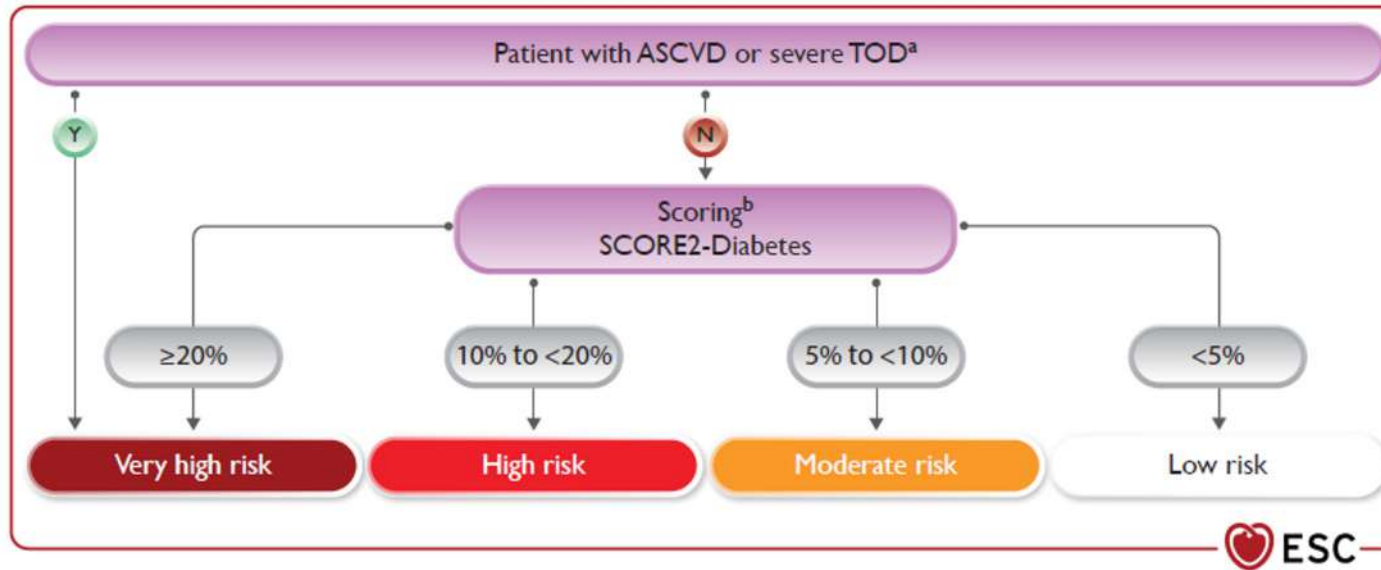 Patient with ASCVD or severe TODᵃ
Y
N
Scoringᵇ
SCORE2-Diabetes
≥20%
10% to <20%
5% to <10%
<5%
Very high risk
High risk
Moderate risk
Low risk
ESC